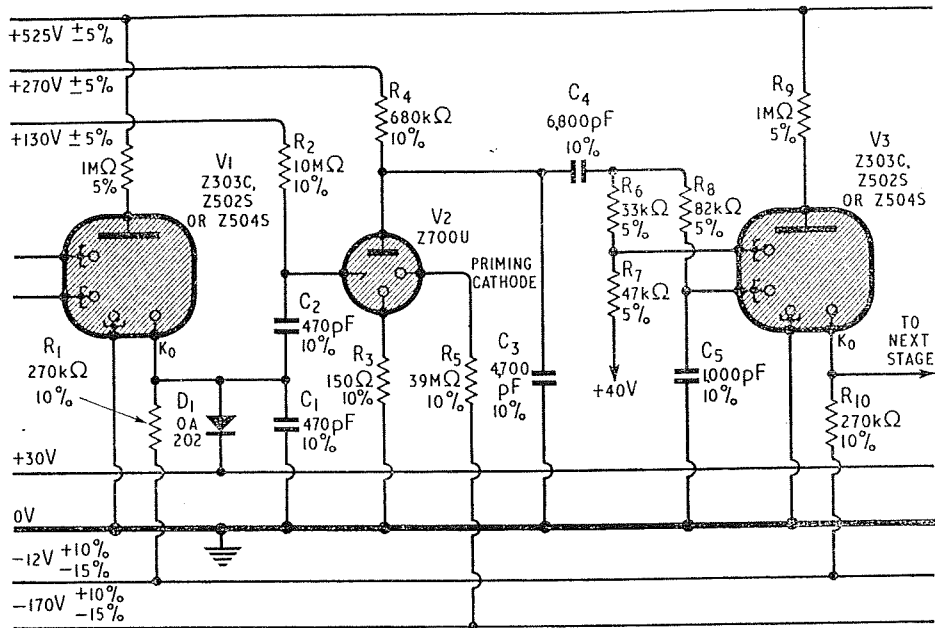 +525V ±5%
+270V ±5%
+130V ±5%
1MΩ
5%
V1
Z303C,
Z502S
OR Z504S
R2
10MΩ
10%
R4
680kΩ
10%
V2
Z700U
PRIMING
CATHODE
C4
6,800pF
10%
R6
33kΩ
5%
R8
82kΩ
5%
R7
47kΩ
5%
+40V
R9
1MΩ
5%
V3
Z303C,
Z502S
OR Z504S
K0
R1
270kΩ
10%
D1
OA
202
C2
470pF
10%
C1
470pF
10%
R3
150Ω
10%
R5
39MΩ
10%
C3
4,700
pF
10%
C5
1,000pF
10%
K0
TO
NEXT
STAGE
R10
270kΩ
10%
+30V
0V
-12V +10%
-15%
-170V +10%
-15%